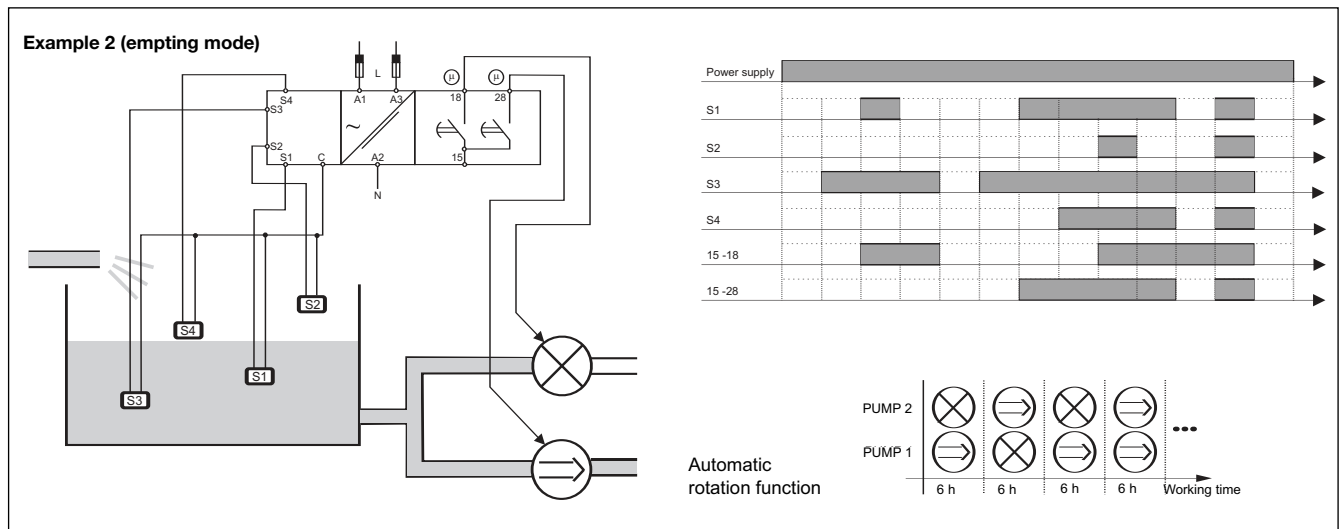 Example 2 (empting mode)
L
µ
µ
S4
A1
A3
18
28
S3
~
S2
S1
C
A2
15
N
S2
S4
S1
S3
Power supply
S1
S2
S3
S4
15 -18
15 -28
PUMP 2
PUMP 1
...
Automatic
rotation function
6 h
6 h
6 h
6 h
Working time